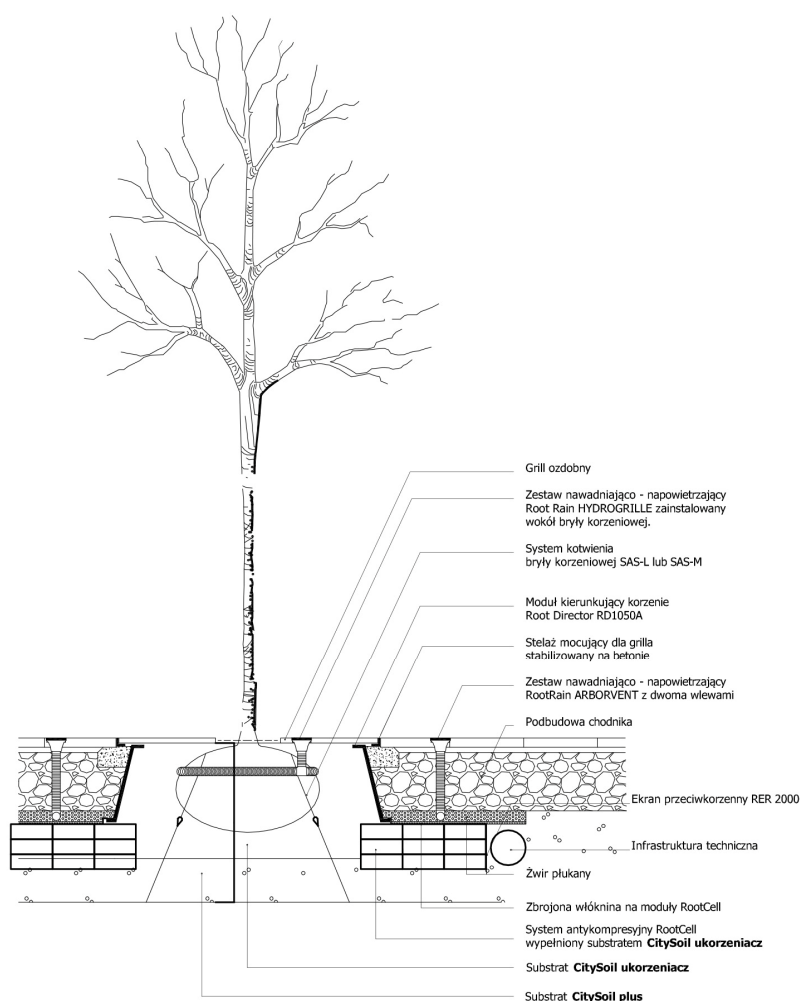 Grill ozdobny
Zestaw nawadniająco - napowietrzający
Root Rain HYDROGRILLE zainstalowany
wokół bryły korzeniowej.
System kotwienia
bryły korzeniowej SAS-L lub SAS-M
Moduł kierunkujący korzenie
Root Director RD1050A
Stelaż mocujący dla grilla
stabilizowany na betonie
Zestaw nawadniająco - napowietrzający
RootRain ARBORVENT z dwoma wlewami
Podbudowa chodnika
Ekran przeciwkorzenny RER 2000
Infrastruktura techniczna
Żwir płukany
Zbrojona włóknina na moduły RootCell
System antykompresyjny RootCell
wypełniony substratem CitySoil ukorzeniacz
Substrat CitySoil ukorzeniacz
Substrat CitySoil plus